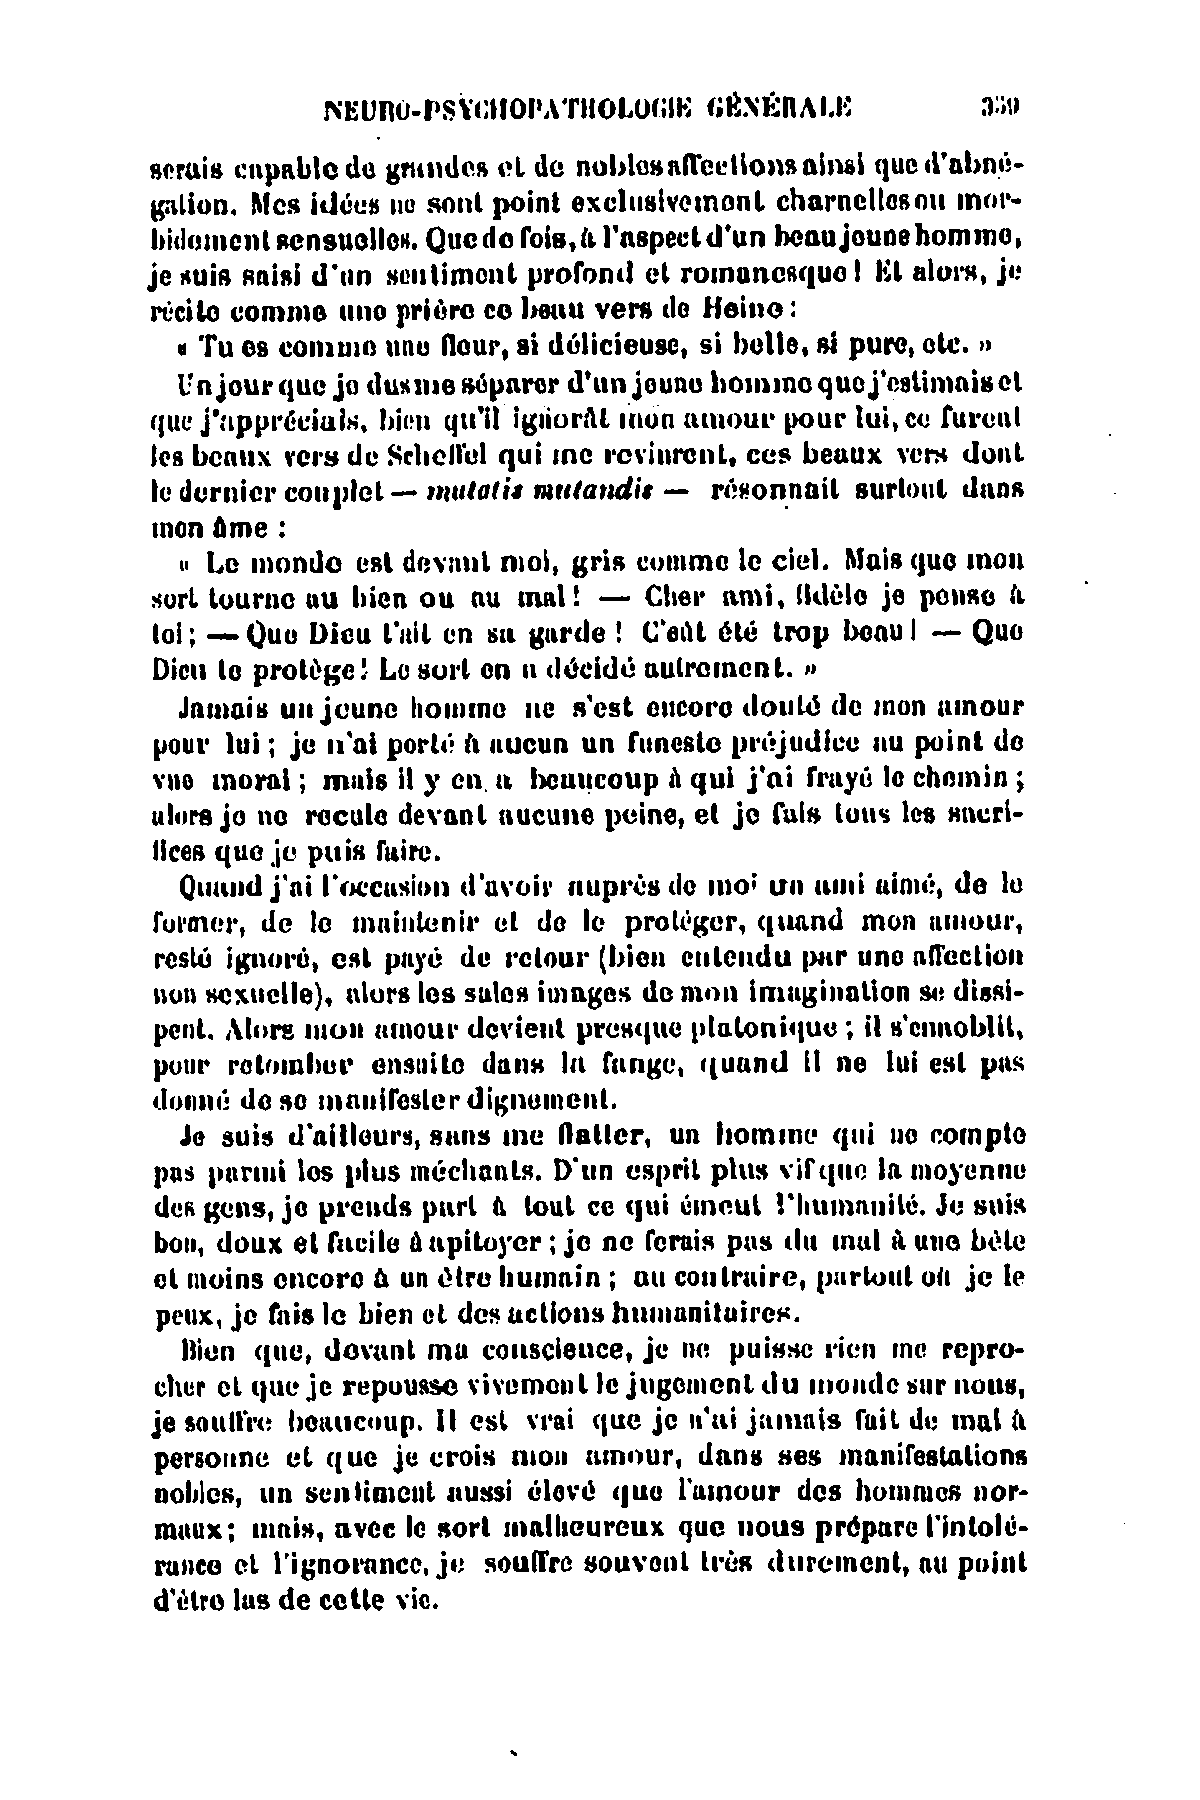 NEURO-PSYCHOPATHOLOGIE GÉNÉRALE 359
serais capable de grandes et de nobles affections ainsi que d'abné-
gation. Mes idées ne sont point exclusivement charnelles ou mor-
bidement sensuelles. Que de fois, à l'aspect d'un beau jeune homme,
je suis saisi d'un sentiment profond et romanesque! Et alors, je
récite comme une prière ce beau vers de Heine:
« Tu es comme une fleur, si délicieuse, si belle, si pure, etc. »
Un jour que je dus me séparer d'un jeune homme que j'estimais et
que j'appréciais, bien qu'il ignorât mon amour pour lui, ce furent
les beaux vers de Scheffel qui me revinrent, ces beaux vers dont
le dernier couplet — mutatis mutandis — résonnait surtout dans
mon âme :
« Le monde est devant moi, gris comme le ciel. Mais que mon
sort tourne au bien ou au mal! — Cher ami, fidèle je pense à
toi; — Que Dieu t'ait en sa garde ! C'eût été trop beau! — Que
Dieu te protège! Le sort en a décidé autrement. »
Jamais un jeune homme ne s'est encore douté de mon amour
pour lui ; je n'ai porté à aucun un funeste préjudice au point de
vue moral ; mais il y en a beaucoup à qui j'ai frayé le chemin ;
alors je ne recule devant aucune peine, et je fais tous les sacri-
fices que je puis faire.
Quand j'ai l'occasion d'avoir auprès de moi un ami aimé, de le
former, de le maintenir et de le protéger, quand mon amour,
resté ignoré, est payé de retour (bien entendu par une affection
non sexuelle), alors les sales images de mon imagination se dissi-
pent. Alors mon amour devient presque platonique ; il s'ennoblit,
pour retomber ensuite dans la fange, quand il ne lui est pas
donné de se manifester dignement.
Je suis d'ailleurs, sans me flatter, un homme qui ne compte
pas parmi les plus méchants. D'un esprit plus vif que la moyenne
des gens, je prends part à tout ce qui émeut l'humanité. Je suis
bon, doux et facile à apitoyer ; je ne ferais pas du mal à une bête
et moins encore à un être humain ; au contraire, partout où je le
peux, je fais le bien et des actions humanitaires.
Bien que, devant ma conscience, je ne puisse rien me repro-
cher et que je repousse vivement le jugement du monde sur nous,
je souffre beaucoup. Il est vrai que je n'ai jamais fait de mal à
personne et que je crois mon amour, dans ses manifestations
nobles, un sentiment aussi élevé que l'amour des hommes nor-
maux; mais, avec le sort malheureux que nous prépare l'intolé-
rance et l'ignorance, je souffre souvent très durement, au point
d'être las de cette vie.